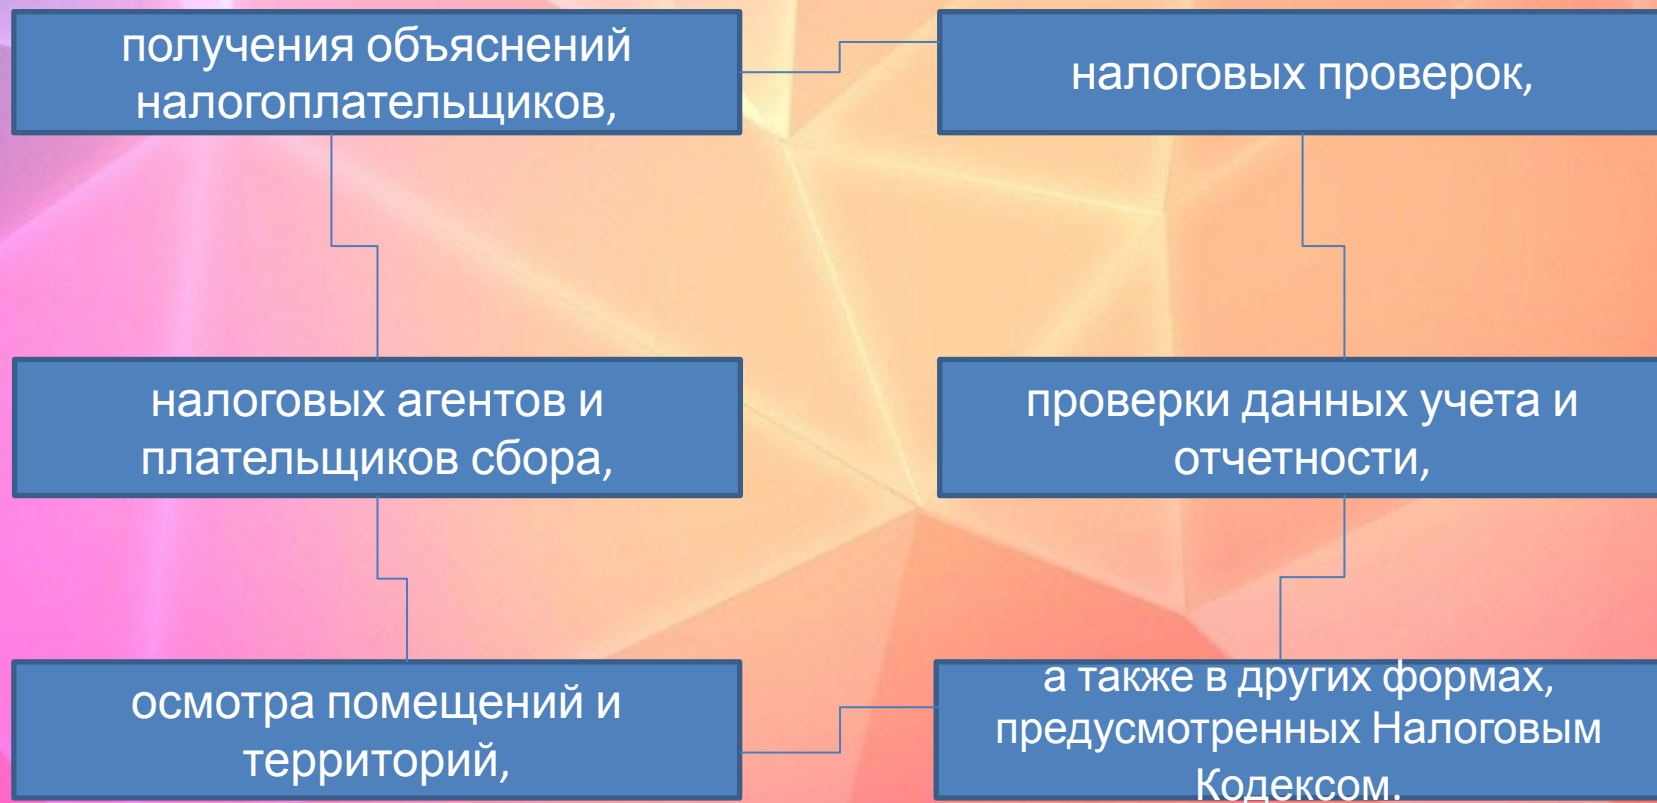 получения объяснений
налогоплательщиков,
налоговых проверок,
налоговых агентов и
плательщиков сбора,
проверки данных учета и
отчетности,
осмотра помещений и
территорий,
а также в других формах,
предусмотренных Налоговым
Кодексом.